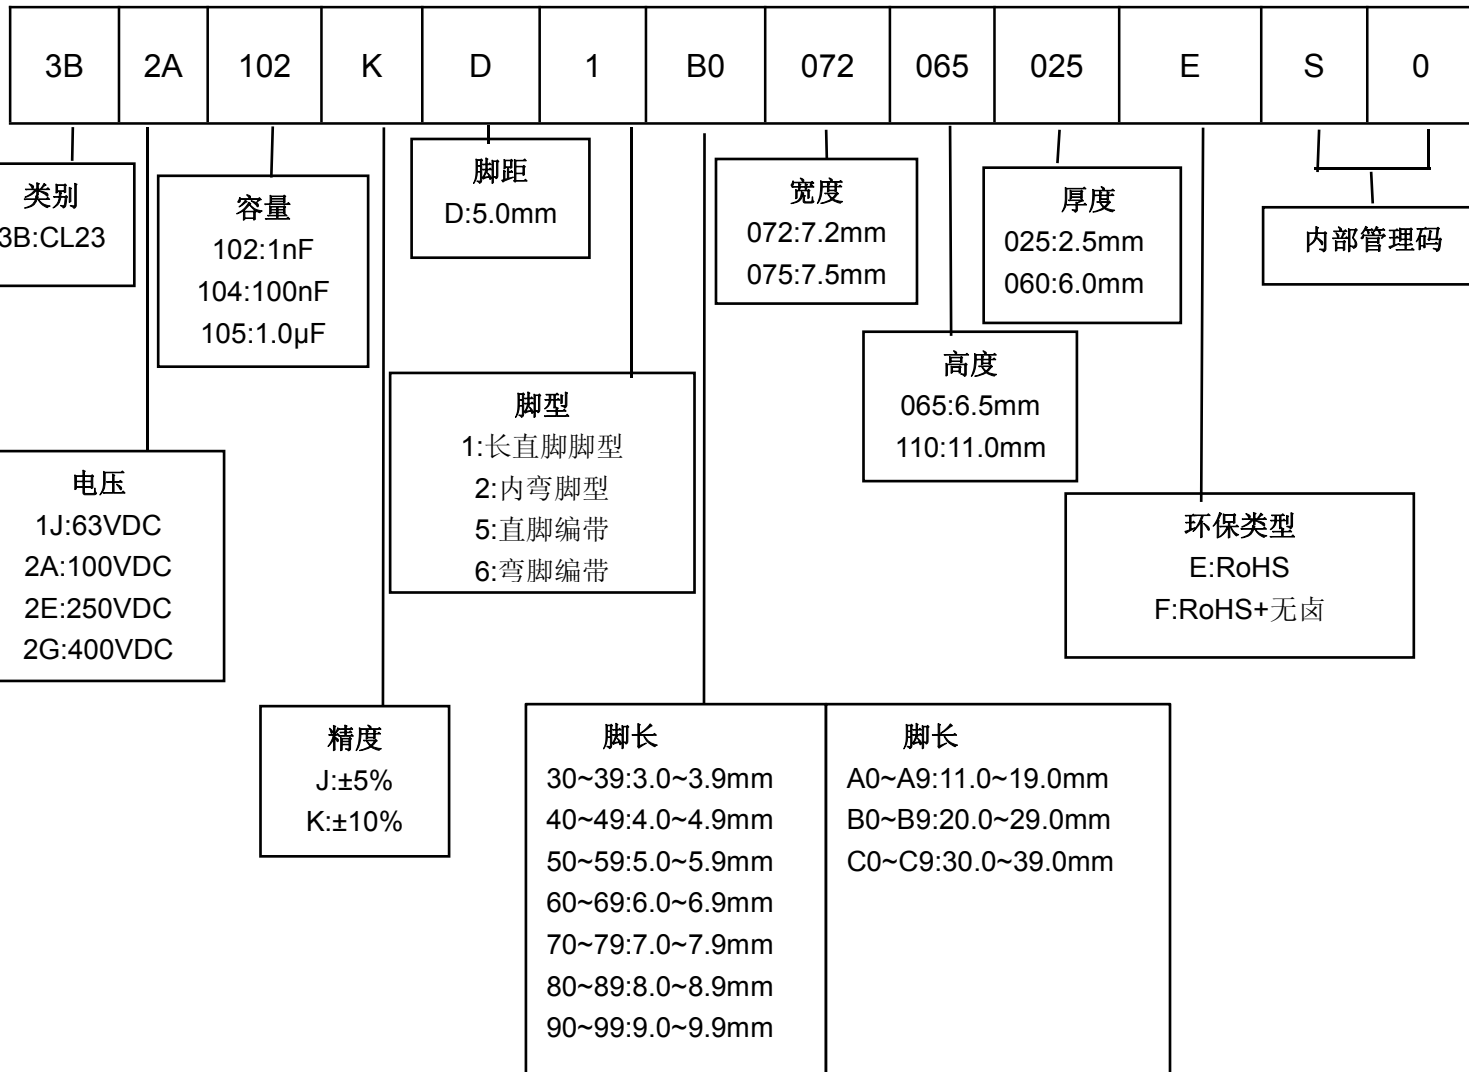 3B 2A 102 K D 1 B0 072 065 025 E S 0
类别
3B:CL23
容量
102:1nF
104:100nF
105:1.0μF
脚距
D:5.0mm
宽度
072:7.2mm
075:7.5mm
厚度
025:2.5mm
060:6.0mm
内部管理码
高度
065:6.5mm
110:11.0mm
脚型
1:长直脚脚型
2:内弯脚型
5:直脚编带
6:弯脚编带
电压
1J:63VDC
2A:100VDC
2E:250VDC
2G:400VDC
环保类型
E:RoHS
F:RoHS+无卤
精度
J:±5%
K:±10%
脚长
30~39:3.0~3.9mm
40~49:4.0~4.9mm
50~59:5.0~5.9mm
60~69:6.0~6.9mm
70~79:7.0~7.9mm
80~89:8.0~8.9mm
90~99:9.0~9.9mm
脚长
A0~A9:11.0~19.0mm
B0~B9:20.0~29.0mm
C0~C9:30.0~39.0mm